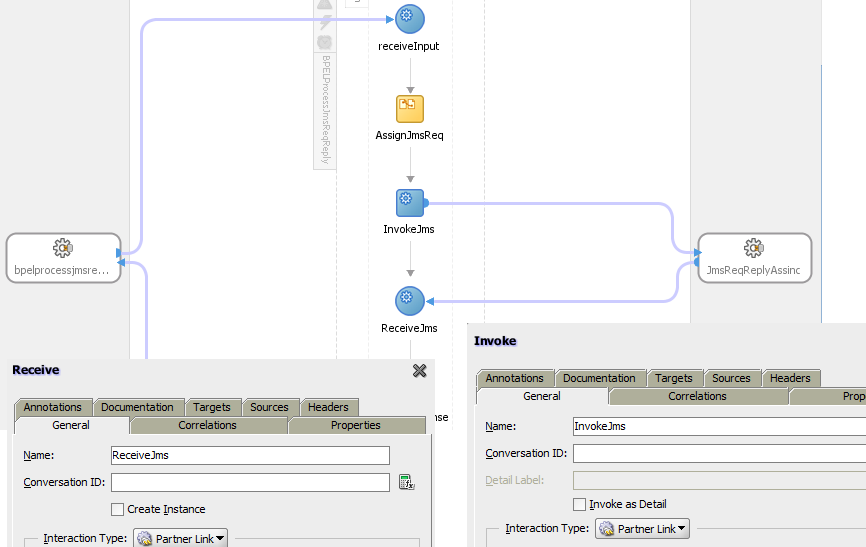 receiveInput
BPELProcessJmsReqReply
AssignJmsReq
InvokeJms
bpelprocessjmsre...
JmsReqReplyAssinc
ReceiveJms
nse
Receive
Annotations Documentation Targets Sources Headers
General Correlations Properties
Name: ReceiveJms
Conversation ID:
Create Instance
Interaction Type: Partner Link
Invoke
Annotations Documentation Targets Sources Headers
General Correlations Prop
Name: InvokeJms
Conversation ID:
Detail Label:
Invoke as Detail
Interaction Type: Partner Link